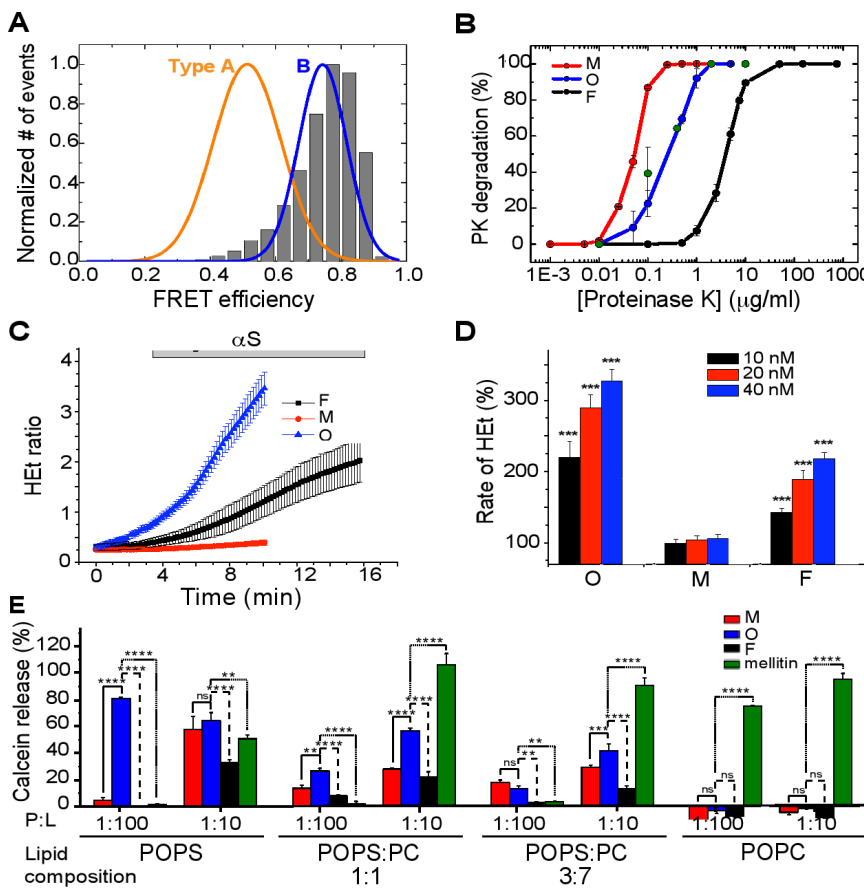 A
Normalized # of events
1.0
0.8
0.6
0.4
0.2
0.0
Type A
B
0.0
0.2
0.4
0.6
0.8
1.0
FRET efficiency
B
PK degradation (%)
100
80
60
40
20
0
M
O
F
1E-3
0.01
0.1
1
10
100
1000
[Proteinase K] (µg/ml)
C
αS
HEt ratio
4
3
2
1
0
F
M
O
0
4
8
12
16
Time (min)
D
Rate of HEt (%)
300
200
100
10 nM
20 nM
40 nM
*** *** ***
*** *** ***
O
M
F
E
Calcein release (%)
120
100
80
60
40
20
0
M
O
F
mellitin
**** **** ****
ns **** **
** **** ****
**** **** ****
ns ** **
*** **** ****
ns ns ****
ns ns ****
P:L
1:100 1:10 1:100 1:10 1:100 1:10 1:100 1:10
Lipid
composition
POPS
POPS:PC
1:1
POPS:PC
3:7
POPC